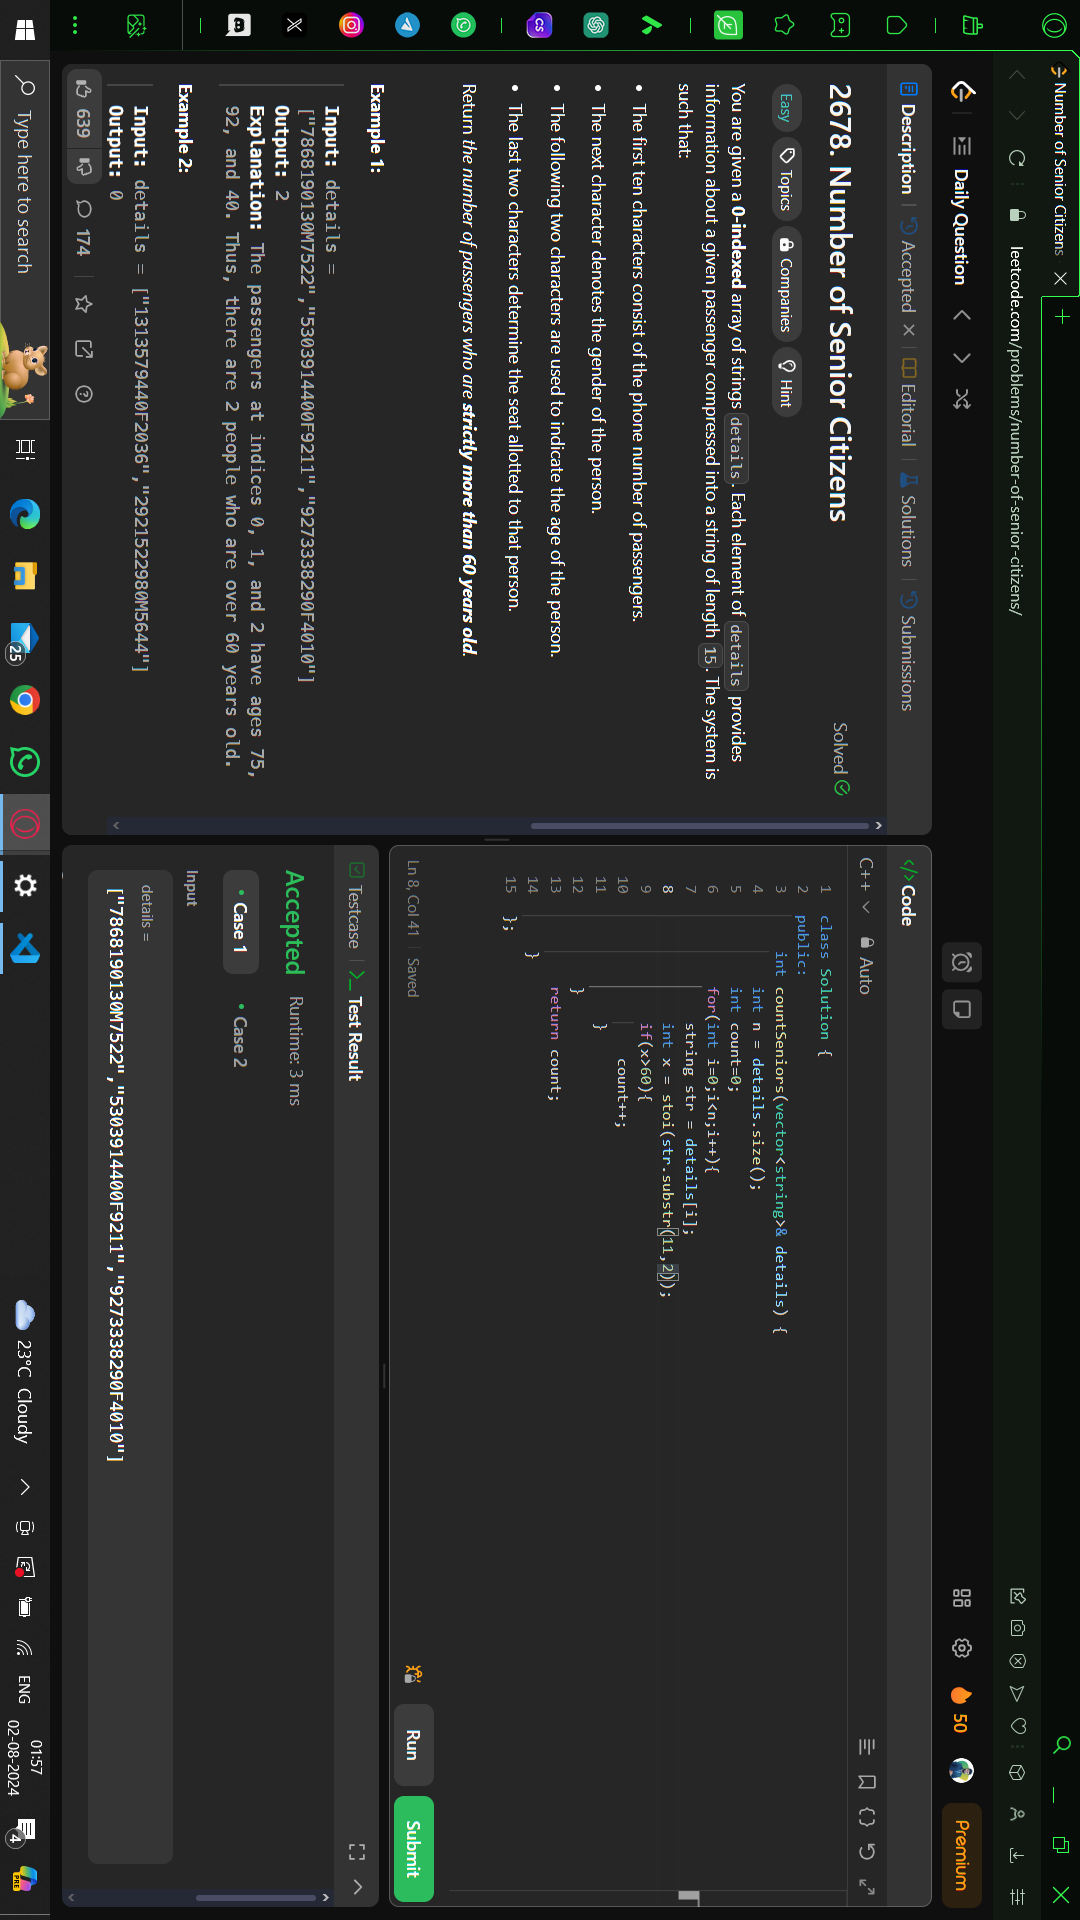 Number of Senior Citizens
leetcode.com/problems/number-of-senior-citizens/
Daily Question
50
Premium
Description
Accepted
Editorial
Solutions
Submissions
2678. Number of Senior Citizens
Solved
Easy
Topics
Companies
Hint
You are given a 0-indexed array of strings details. Each element of details provides
information about a given passenger compressed into a string of length 15. The system is
such that:
• The first ten characters consist of the phone number of passengers.
• The next character denotes the gender of the person.
• The following two characters are used to indicate the age of the person.
• The last two characters determine the seat allotted to that person.
Return the number of passengers who are strictly more than 60 years old.
Example 1:
Input: details =
["7868190130M7522","5303914400F9211","9273338290F4010"]
Output: 2
Explanation: The passengers at indices 0, 1, and 2 have ages 75,
92, and 40. Thus, there are 2 people who are over 60 years old.
Example 2:
Input: details = ["1313579440F2036","2921522980M5644"]
Output: 0
639
174
</> Code
C++
Auto
1 class Solution {
2 public:
3 int countSeniors(vector<string>& details) {
4 int n = details.size();
5 int count=0;
6 for(int i=0;i<n;i++){
7 string str = details[i];
8 int x = stoi(str.substr(11,2));
9 if(x>60){
10 count++;
11 }
12 }
13 return count;
14 }
15 };
Ln 8, Col 41
Saved
Run
Submit
Testcase
>_ Test Result
Accepted
Runtime: 3 ms
• Case 1
• Case 2
Input
details =
["7868190130M7522","5303914400F9211","9273338290F4010"]
Type here to search
25
23°C Cloudy
ENG
01:57
02-08-2024
4
PRE